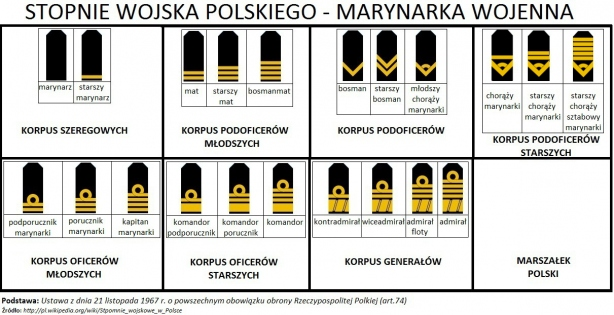 STOPNIE WOJSKA POLSKIEGO - MARYNARKA WOJENNA
marynarz
starszy
marynarz
KORPUS SZEREGOWYCH
mat
starszy
mat
bosmanmat
KORPUS PODOFICERÓW
MŁODSZYCH
bosman
starszy
bosman
młodszy
chorąży
marynarki
KORPUS PODOFICERÓW
chorąży
marynarki
starszy
chorąży
marynarki
starszy
chorąży
sztabowy
marynarki
KORPUS PODOFICERÓW
STARSZYCH
podporucznik
marynarki
porucznik
marynarki
kapitan
marynarki
KORPUS OFICERÓW
MŁODSZYCH
komandor
podporucznik
komandor
porucznik
komandor
KORPUS OFICERÓW
STARSZYCH
kontradmirał
wiceadmirał
admirał
floty
admirał
KORPUS GENERAŁÓW
MARSZAŁEK
POLSKI
Podstawa: Ustawa z dnia 21 listopada 1967 r. o powszechnym obowiązku obrony Rzeczypospolitej Polkiej (art.74)
Źródło: http://pl.wikipedia.org/wiki/Stpomnie_wojskowe_w_Polsce